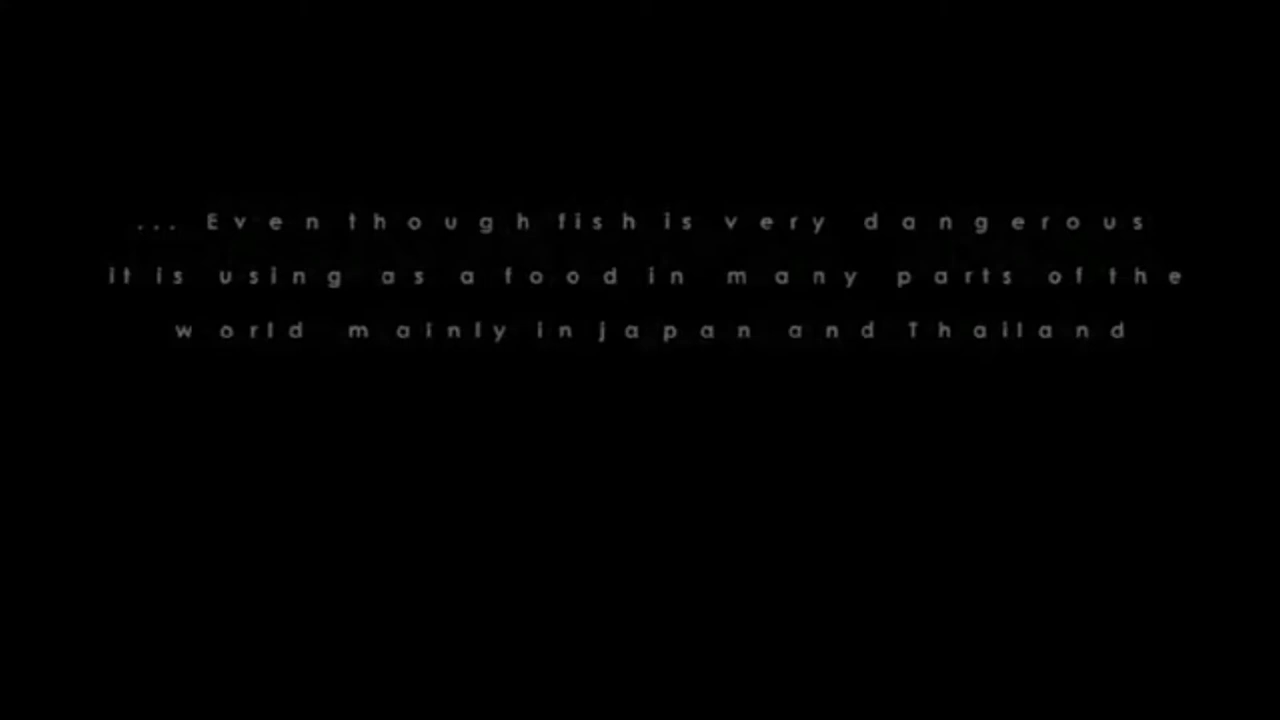 ... Even though fish is very dangerous
it is using as a food in many parts of the
world mainly in japan and Thailand